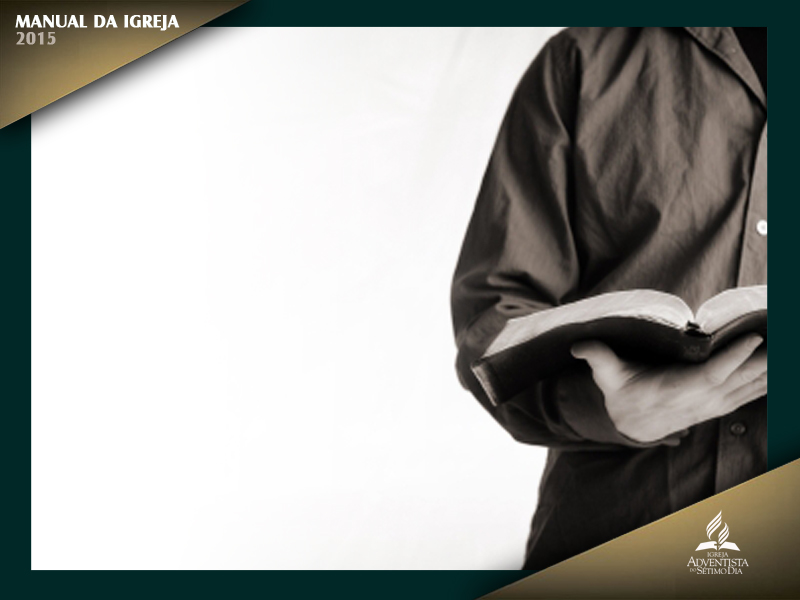 MANUAL DA IGREJA
2015
IGREJA
ADVENTISTA
DO SÉTIMO DIA